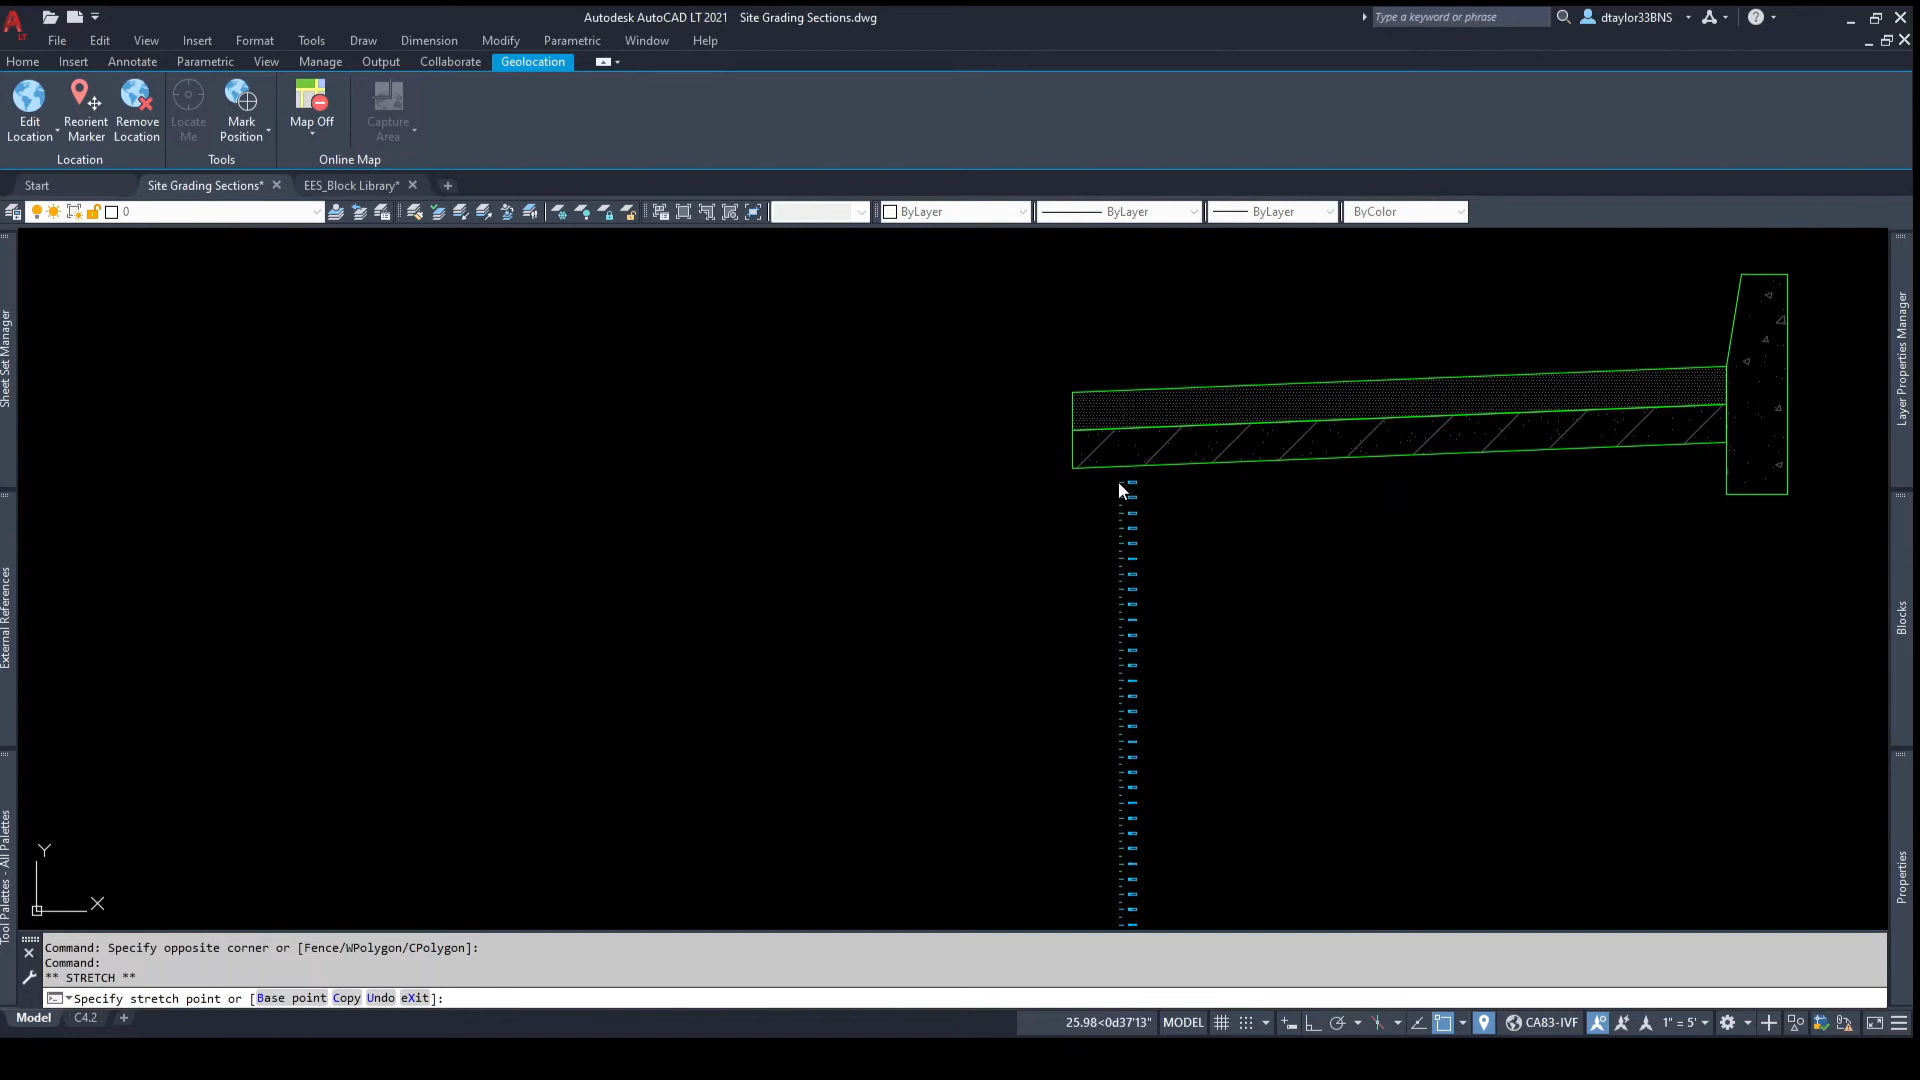 Autodesk AutoCAD LT 2021 Site Grading Sections.dwg
Type a keyword or phrase
dtaylor33BNS
LT
File Edit View Insert Format Tools Draw Dimension Modify Parametric Window Help
Home Insert Annotate Parametric View Manage Output Collaborate Geolocation
Edit Location
Reorient Marker
Remove Location
Locate Me
Mark Position
Map Off
Capture Area
Location Tools Online Map
Start Site Grading Sections* EES_Block Library*
0 ByLayer ByLayer ByLayer ByColor
Sheet Set Manager
External References
Tool Palettes - All Palettes
Layer Properties Manager
Blocks
Properties
Y
X
Command: Specify opposite corner or [Fence/WPolygon/CPolygon]:
Command:
** STRETCH **
Specify stretch point or [Base point Copy Undo eXit]:
Model C4.2
25.98<0d37'13" MODEL CA83-IVF 1" = 5'